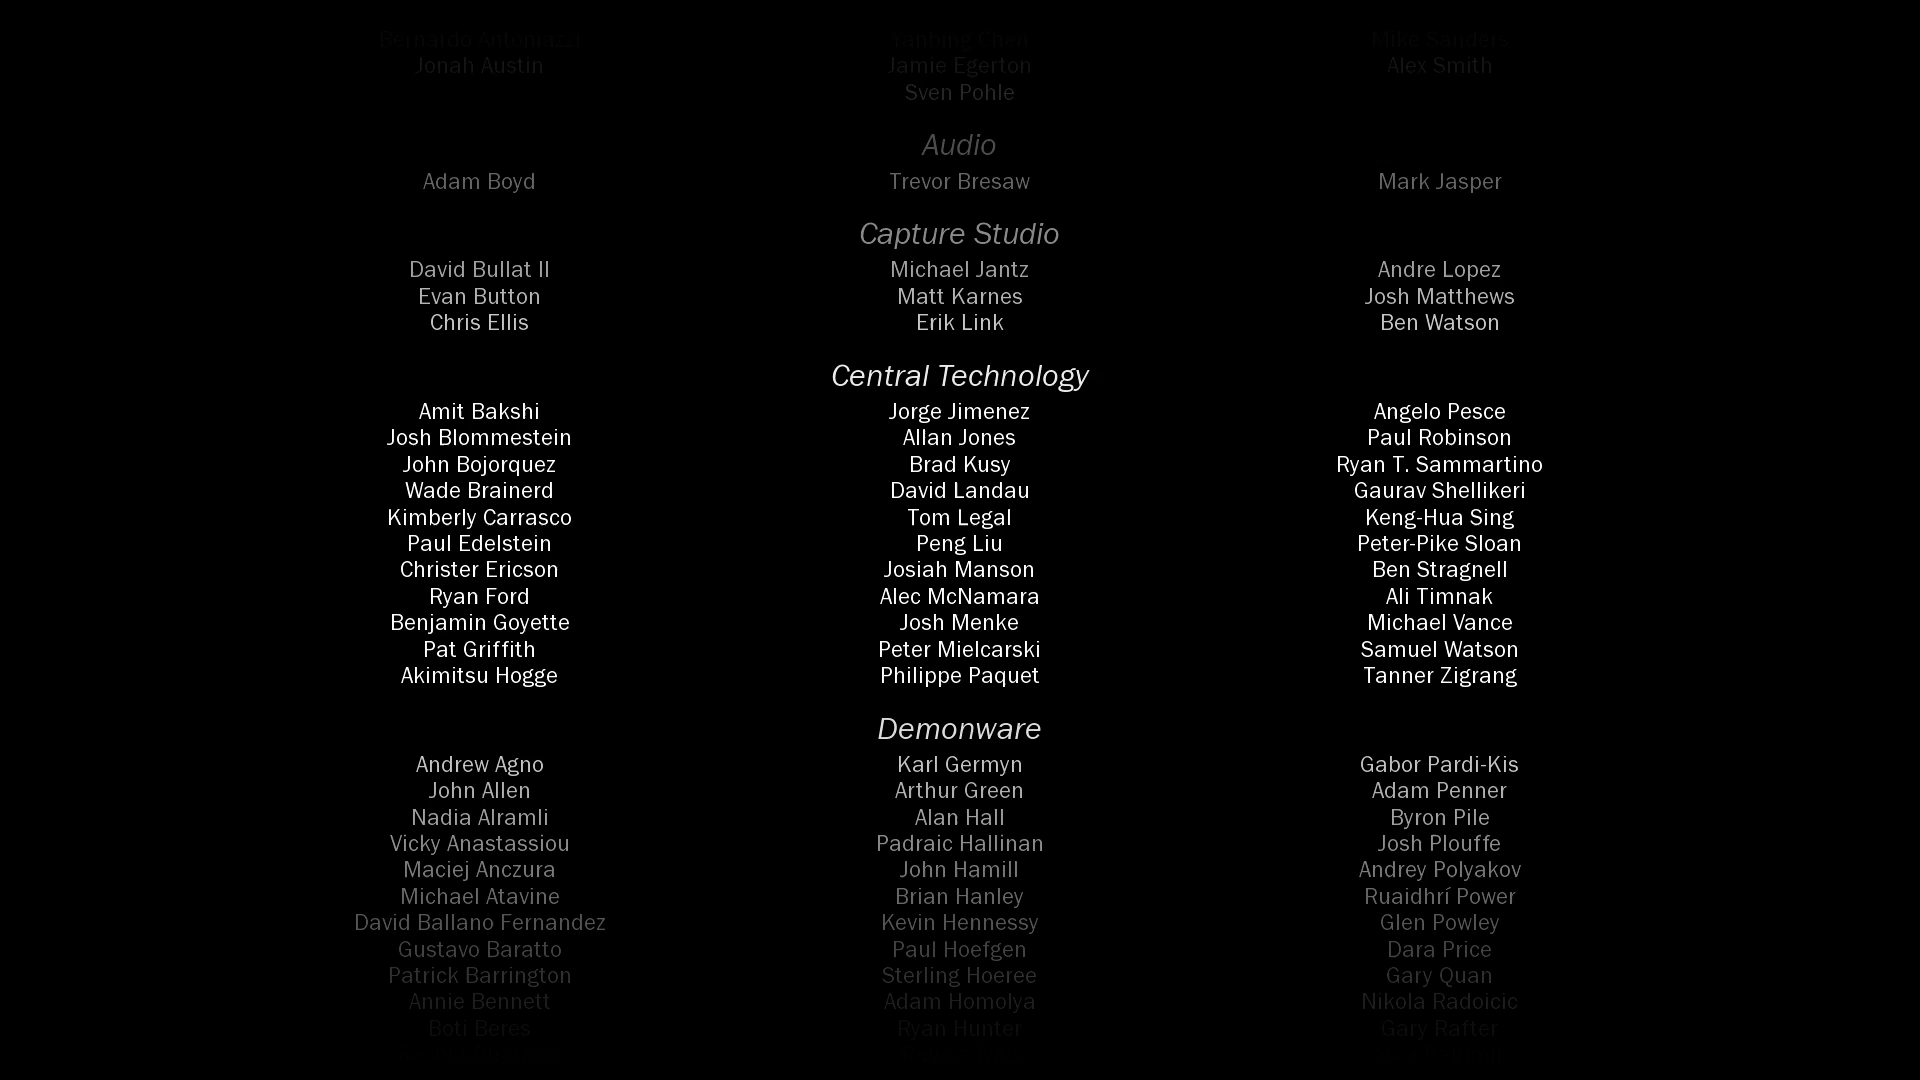 Bernardo Antoniazzi Yanbing Chen Mike Sanders
Jonah Austin Jamie Egerton Alex Smith
Sven Pohle
Audio
Adam Boyd Trevor Bresaw Mark Jasper
Capture Studio
David Bullat II Michael Jantz Andre Lopez
Evan Button Matt Karnes Josh Matthews
Chris Ellis Erik Link Ben Watson
Central Technology
Amit Bakshi Jorge Jimenez Angelo Pesce
Josh Blommestein Allan Jones Paul Robinson
John Bojorquez Brad Kusy Ryan T. Sammartino
Wade Brainerd David Landau Gaurav Shellikeri
Kimberly Carrasco Tom Legal Keng-Hua Sing
Paul Edelstein Peng Liu Peter-Pike Sloan
Christer Ericson Josiah Manson Ben Stragnell
Ryan Ford Alec McNamara Ali Timnak
Benjamin Goyette Josh Menke Michael Vance
Pat Griffith Peter Mielcarski Samuel Watson
Akimitsu Hogge Philippe Paquet Tanner Zigrang
Demonware
Andrew Agno Karl Germyn Gabor Pardi-Kis
John Allen Arthur Green Adam Penner
Nadia Alramli Alan Hall Byron Pile
Vicky Anastassiou Padraic Hallinan Josh Plouffe
Maciej Anczura John Hamill Andrey Polyakov
Michael Atavine Brian Hanley Ruaidhrí Power
David Ballano Fernandez Kevin Hennessy Glen Powley
Gustavo Baratto Paul Hoefgen Dara Price
Patrick Barrington Sterling Hoeree Gary Quan
Annie Bennett Adam Homolya Nikola Radoicic
Boti Beres Ryan Hunter Gary Rafter